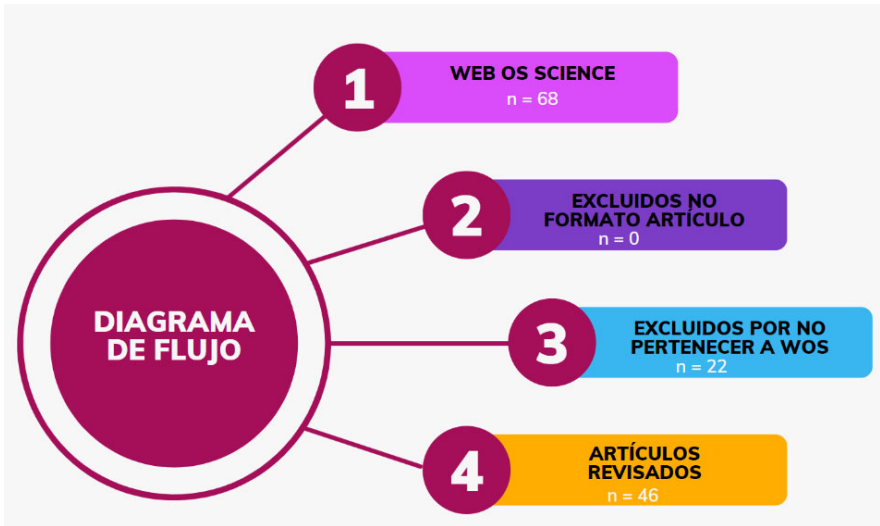 1
WEB OS SCIENCE
n = 68
2
EXCLUIDOS NO
FORMATO ARTÍCULO
n = 0
DIAGRAMA
DE FLUJO
3
EXCLUIDOS POR NO
PERTENECER A WOS
n = 22
4
ARTÍCULOS
REVISADOS
n = 46